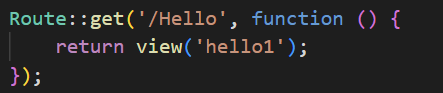 Route::get('/Hello', function () {
    return view('hello1');
});